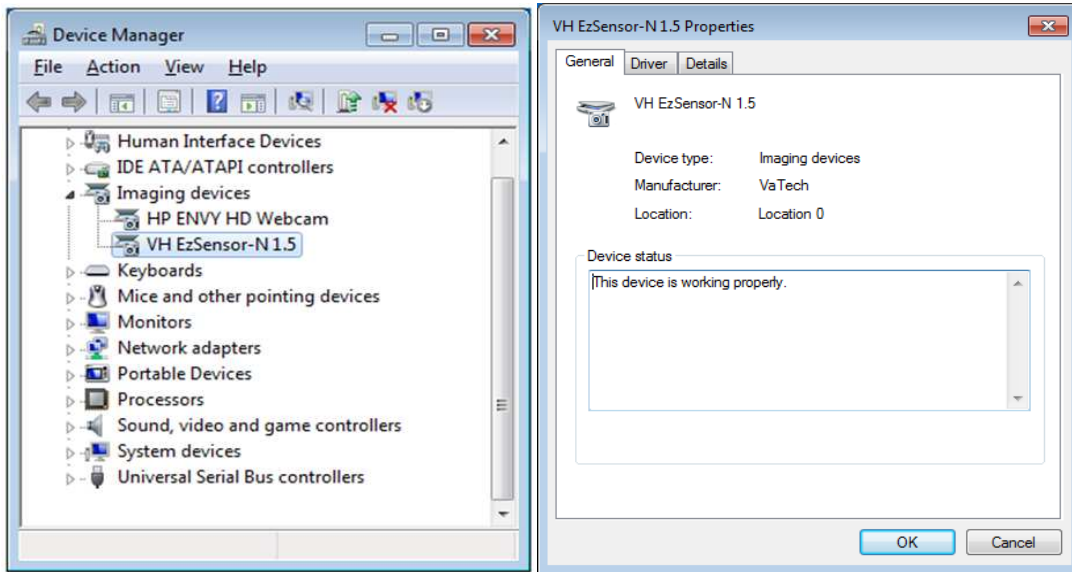 Device Manager
File Action View Help
Human Interface Devices
IDE ATA/ATAPI controllers
Imaging devices
HP ENVY HD Webcam
VH EzSensor-N 1.5
Keyboards
Mice and other pointing devices
Monitors
Network adapters
Portable Devices
Processors
Sound, video and game controllers
System devices
Universal Serial Bus controllers
VH EzSensor-N 1.5 Properties
General Driver Details
VH EzSensor-N 1.5
Device type: Imaging devices
Manufacturer: VaTech
Location: Location 0
Device status
This device is working properly.
OK Cancel